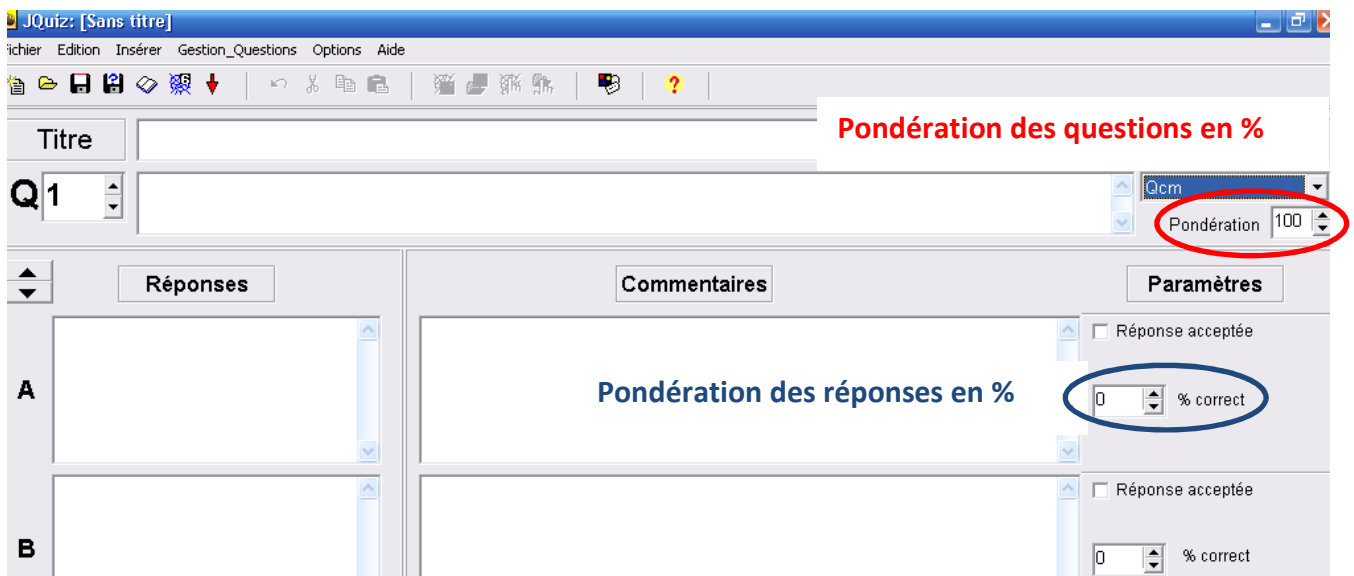 JQuiz: [Sans titre]
ichier Edition Insérer Gestion_Questions Options Aide
Pondération des questions en %
Titre
Q 1
Qcm
Pondération 100
Réponses Commentaires Paramètres
Réponse acceptée
A
Pondération des réponses en %
0 % correct
Réponse acceptée
B
0 % correct